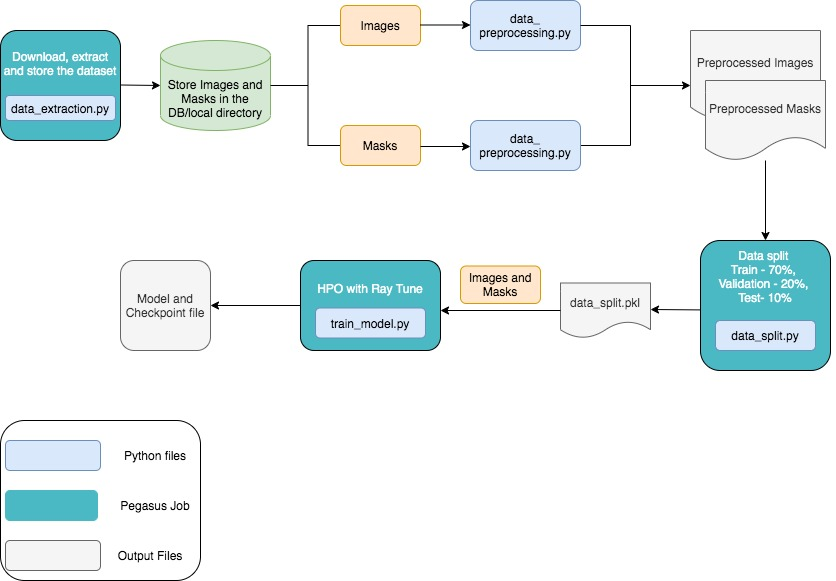 Download, extract
and store the dataset
data_extraction.py
Store Images and
Masks in the
DB/local directory
Images
data_
preprocessing.py
Masks
data_
preprocessing.py
Preprocessed Images
Preprocessed Masks
Data split
Train - 70%,
Validation - 20%,
Test- 10%
data_split.py
data_split.pkl
Images and
Masks
HPO with Ray Tune
train_model.py
Model and
Checkpoint file
Python files
Pegasus Job
Output Files